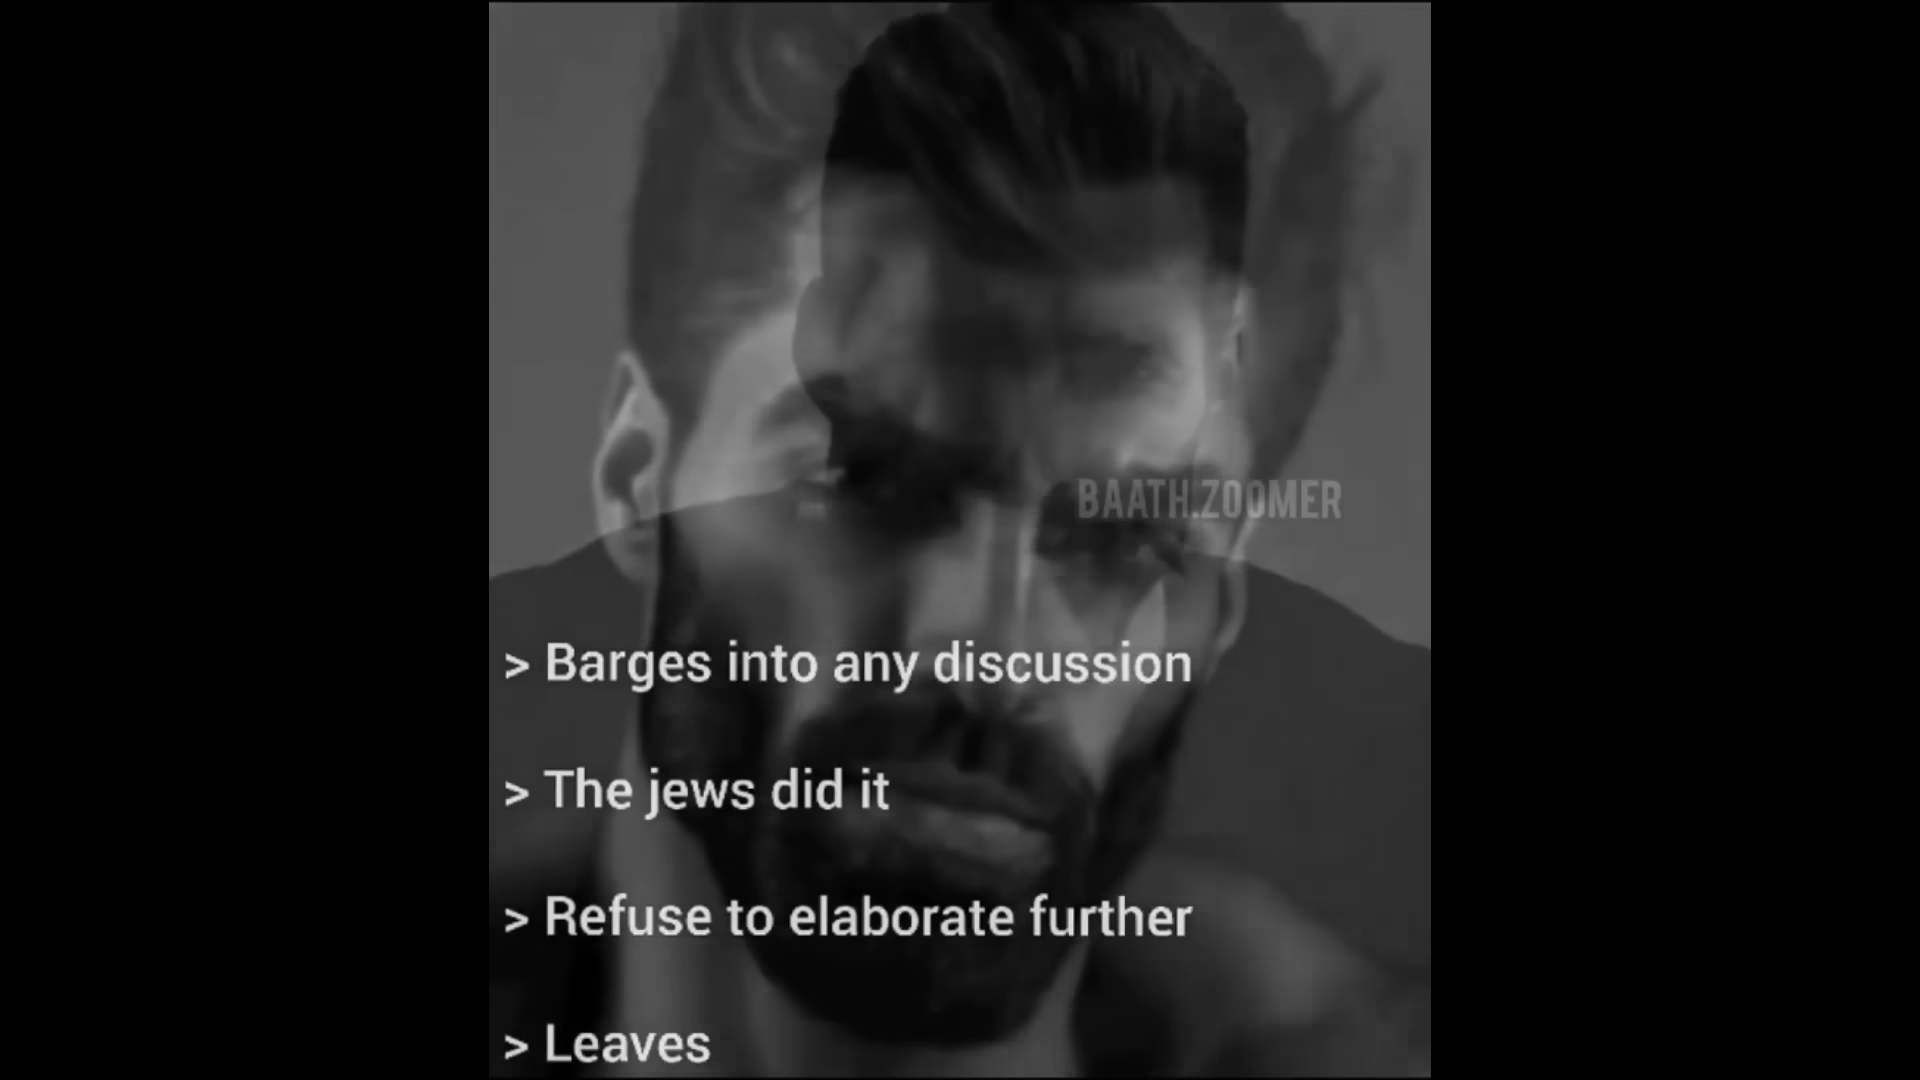 BAATH.ZOOMER
> Barges into any discussion
> The jews did it
> Refuse to elaborate further
> Leaves